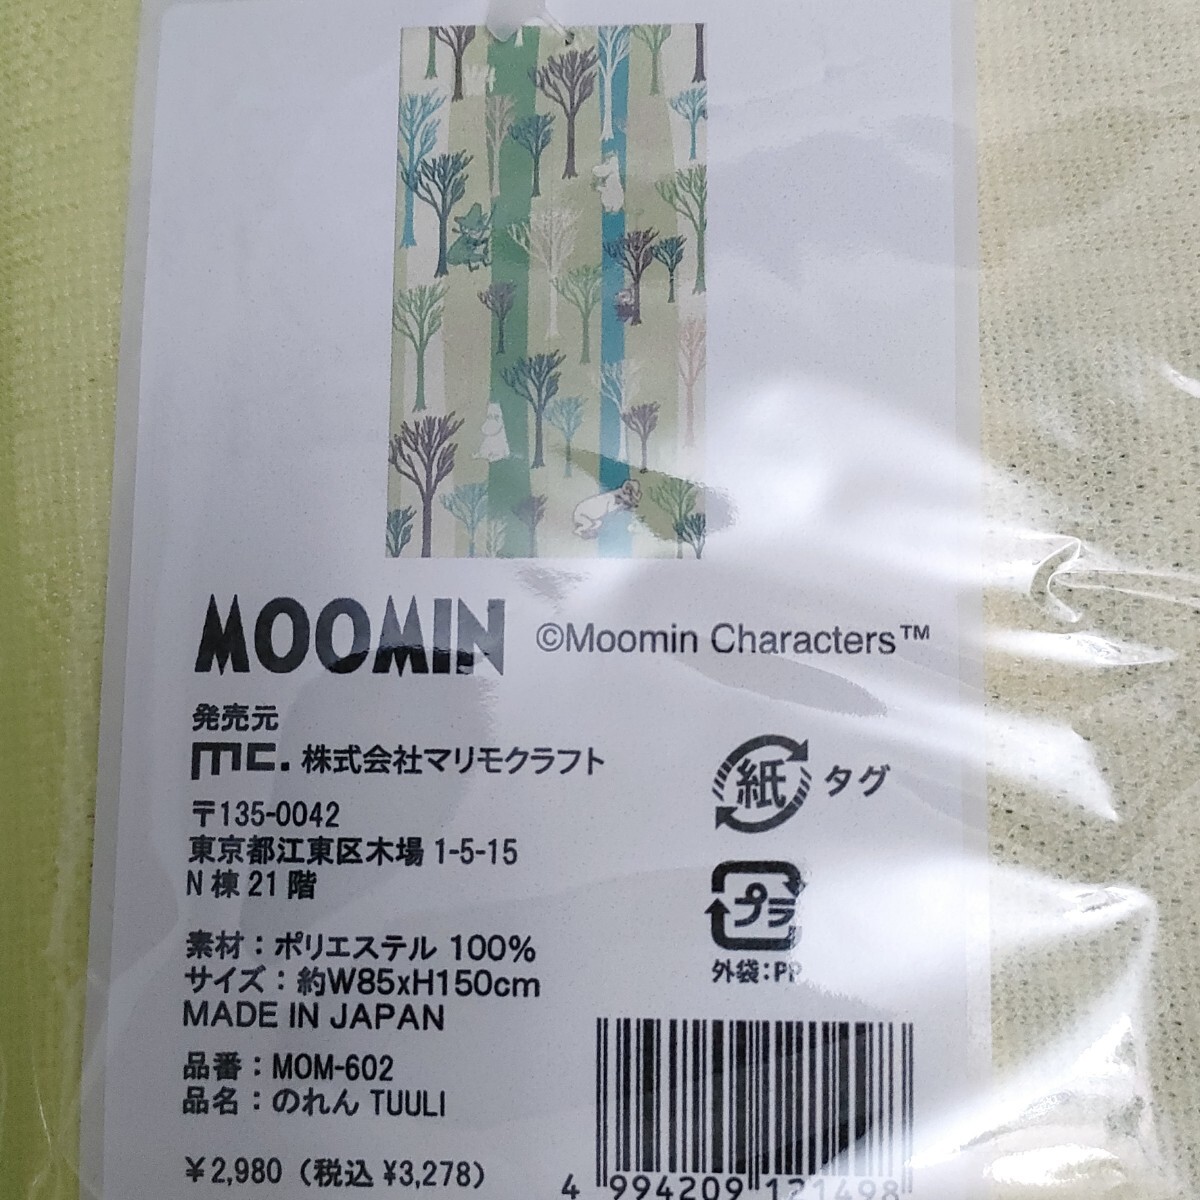 MOOMIN ©Moomin Characters™
発売元
mc. 株式会社マリモクラフト
〒135-0042
東京都江東区木場 1-5-15
N 棟 21 階
紙 タグ
プラ
外袋：PP
素材：ポリエステル 100%
サイズ：約W85xH150cm
MADE IN JAPAN
品番：MOM-602
品名：のれん TUULI
¥2,980（税込 ¥3,278）
4 994209 121498